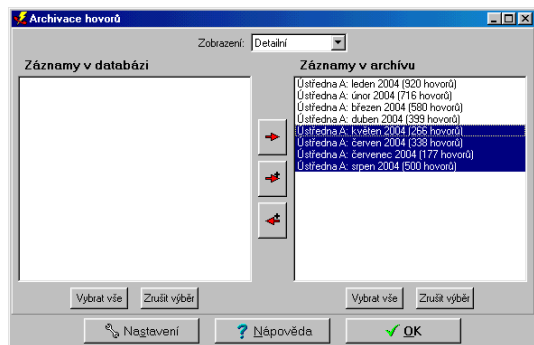 Archivace hovorů
Zobrazení: Detailní
Záznamy v databázi
Záznamy v archívu
Ústředna A: leden 2004 (920 hovorů)
Ústředna A: únor 2004 (716 hovorů)
Ústředna A: březen 2004 (580 hovorů)
Ústředna A: duben 2004 (399 hovorů)
Ústředna A: květen 2004 (266 hovorů)
Ústředna A: červen 2004 (338 hovorů)
Ústředna A: červenec 2004 (177 hovorů)
Ústředna A: srpen 2004 (500 hovorů)
Vybrat vše Zrušit výběr Vybrat vše Zrušit výběr
Nastavení Nápověda OK